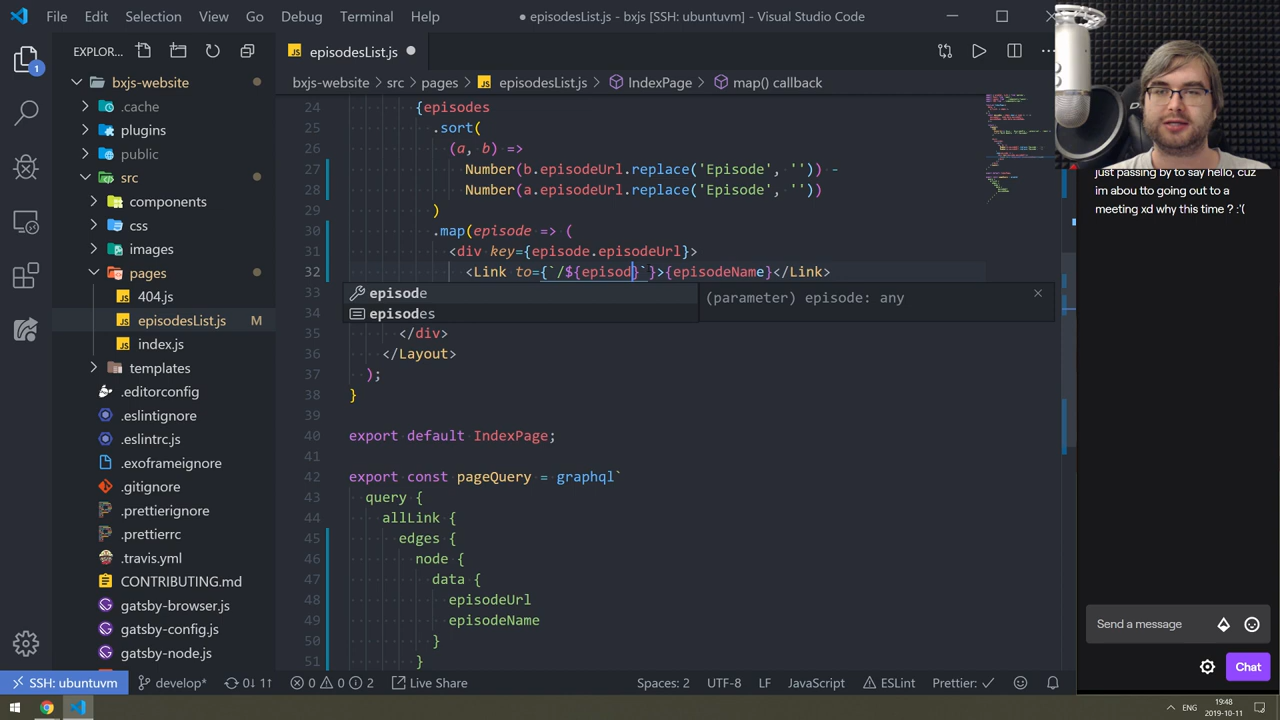 File Edit Selection View Go Debug Terminal Help
● episodesList.js - bxjs [SSH: ubuntuvm] - Visual Studio Code
EXPLOR...
1
bxjs-website
.cache
plugins
public
src
components
css
images
pages
404.js
episodesList.js M
index.js
templates
.editorconfig
.eslintignore
.eslintrc.js
.exoframeignore
.gitignore
.prettierignore
.prettierrc
.travis.yml
CONTRIBUTING.md
gatsby-browser.js
gatsby-config.js
gatsby-node.js
episodesList.js
bxjs-website › src › pages › episodesList.js › IndexPage › map() callback
24 {episodes
25 .sort(
26 (a, b) =>
27 Number(b.episodeUrl.replace('Episode', '')) -
28 Number(a.episodeUrl.replace('Episode', ''))
29 )
30 .map(episode => (
31 <div key={episode.episodeUrl}>
32 <Link to={`/${episod}`}>{episodeName}</Link>
33
episode
(parameter) episode: any
34
episodes
35 </div>
36 </Layout>
37 );
38 }
39
40 export default IndexPage;
41
42 export const pageQuery = graphql`
43 query {
44 allLink {
45 edges {
46 node {
47 data {
48 episodeUrl
49 episodeName
50 }
51 }
just passing by to say hello, cuz
im abou tto going out to a
meeting xd why this time ? :'(
Send a message
Chat
SSH: ubuntuvm develop* 0↓ 1↑ 0 0 2 Live Share Spaces: 2 UTF-8 LF JavaScript ESLint Prettier: ✓
ENG 19:48
2019-10-11